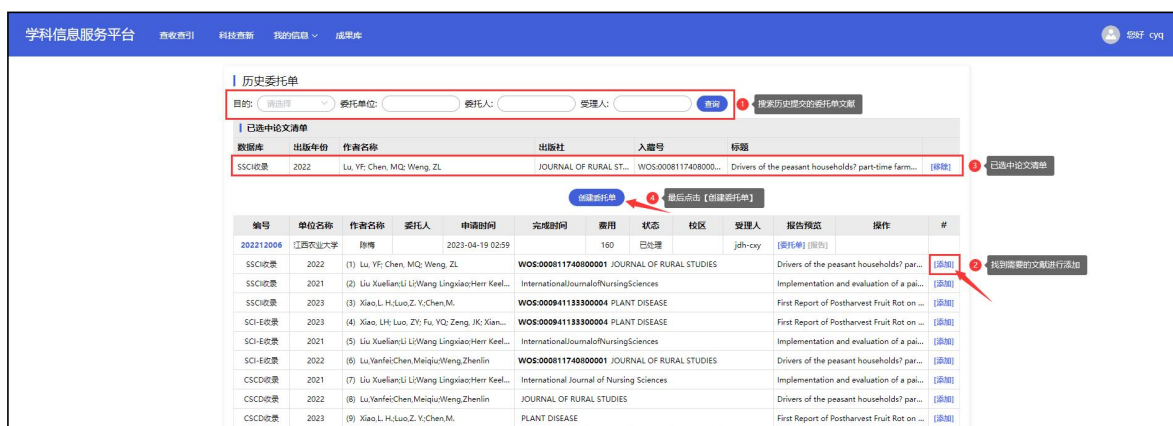 学科信息服务平台 查收查引 科技查新 我的信息 成果库 您好 cyq
历史委托单
目的: 请选择 委托单位: 委托人: 受理人: 查询 1 搜索历史提交的委托单文献
已选中论文清单
数据库 出版年份 作者名称 出版社 入藏号 标题
SSCI收录 2022 Lu, YF; Chen, MQ; Weng, ZL JOURNAL OF RURAL ST... WOS:0008117408000... Drivers of the peasant households? part-time farm... [移除] 3 已选中论文清单
创建委托单 4 最后点击【创建委托单】
编号 单位名称 作者名称 委托人 申请时间 完成时间 费用 状态 校区 受理人 报告预览 操作 #
202212006 江西农业大学 陈梅 2023-04-19 02:59 160 已处理 jdh-cxy [委托单] [报告]
SSCI收录 2022 (1) Lu, YF; Chen, MQ; Weng, ZL WOS:000811740800001 JOURNAL OF RURAL STUDIES Drivers of the peasant households? par... [添加] 2 找到需要的文献进行添加
SSCI收录 2021 (2) Liu Xuelian;Li Li;Wang Lingxiao;Herr Keel... InternationalJournalofNursingSciences Implementation and evaluation of a pai... [添加]
SSCI收录 2023 (3) Xiao,L. H.;Luo,Z. Y.;Chen,M. WOS:000941133300004 PLANT DISEASE First Report of Postharvest Fruit Rot on ... [添加]
SCI-E收录 2023 (4) Xiao, LH; Luo, ZY; Fu, YQ; Zeng, JK; Xian... WOS:000941133300004 PLANT DISEASE First Report of Postharvest Fruit Rot on ... [添加]
SCI-E收录 2021 (5) Liu Xuelian;Li Li;Wang Lingxiao;Herr Keel... InternationalJournalofNursingSciences Implementation and evaluation of a pai... [添加]
SCI-E收录 2022 (6) Lu,Yanfei;Chen,Meiqiu;Weng,Zhenlin WOS:000811740800001 JOURNAL OF RURAL STUDIES Drivers of the peasant households? par... [添加]
CSCD收录 2021 (7) Liu Xuelian;Li Li;Wang Lingxiao;Herr Keel... International Journal of Nursing Sciences Implementation and evaluation of a pai... [添加]
CSCD收录 2022 (8) Lu,Yanfei;Chen,Meiqiu;Weng,Zhenlin JOURNAL OF RURAL STUDIES Drivers of the peasant households? par... [添加]
CSCD收录 2023 (9) Xiao,L. H.;Luo,Z. Y.;Chen,M. PLANT DISEASE First Report of Postharvest Fruit Rot on ... [添加]